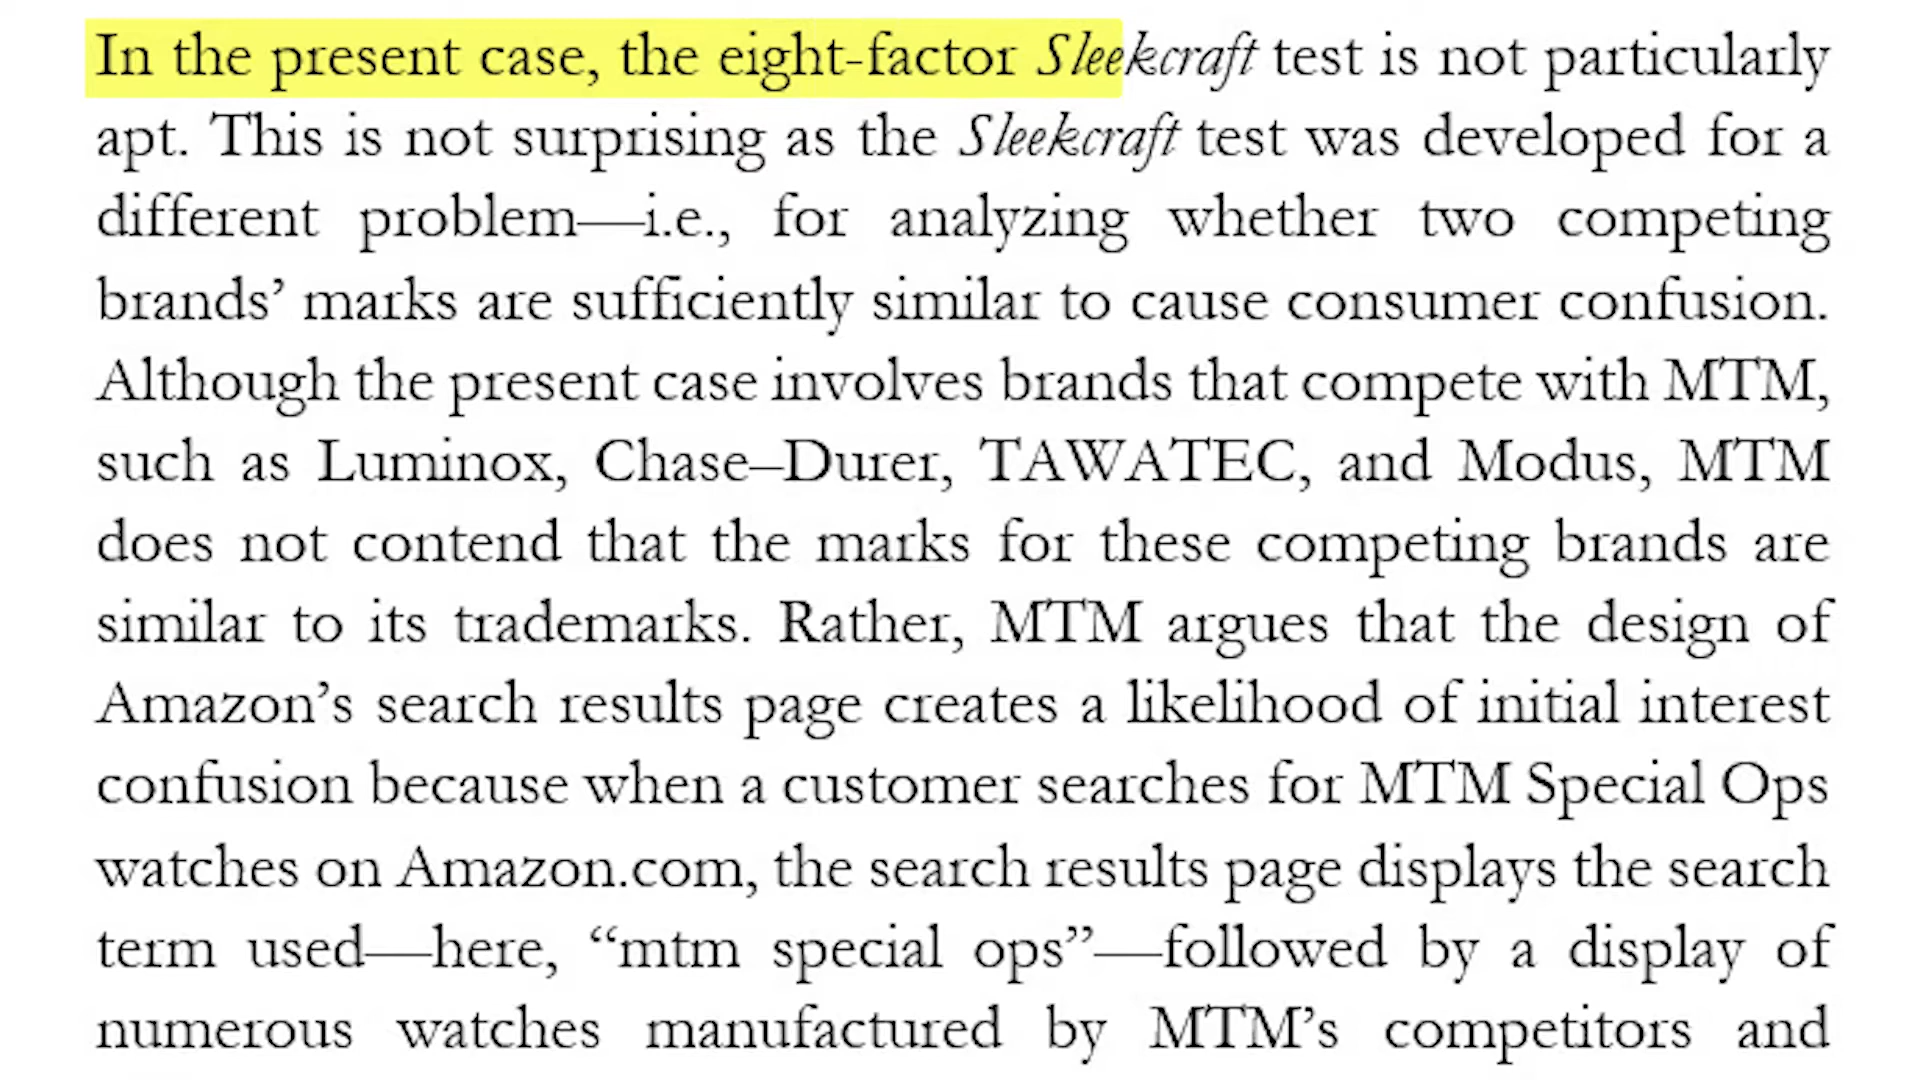 In the present case, the eight-factor Sleekcraft test is not particularly
apt. This is not surprising as the Sleekcraft test was developed for a
different problem—i.e., for analyzing whether two competing
brands’ marks are sufficiently similar to cause consumer confusion.
Although the present case involves brands that compete with MTM,
such as Luminox, Chase–Durer, TAWATEC, and Modus, MTM
does not contend that the marks for these competing brands are
similar to its trademarks. Rather, MTM argues that the design of
Amazon’s search results page creates a likelihood of initial interest
confusion because when a customer searches for MTM Special Ops
watches on Amazon.com, the search results page displays the search
term used—here, “mtm special ops”—followed by a display of
numerous watches manufactured by MTM’s competitors and